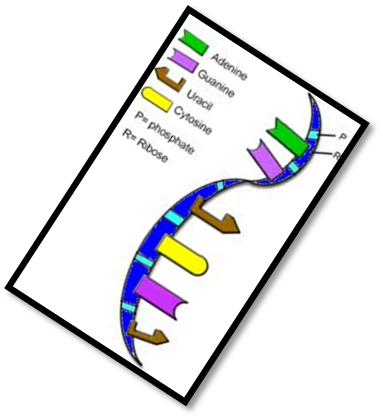 Adenine
Guanine
Uracil
Cytosine
P= phosphate
R= Ribose
P
R